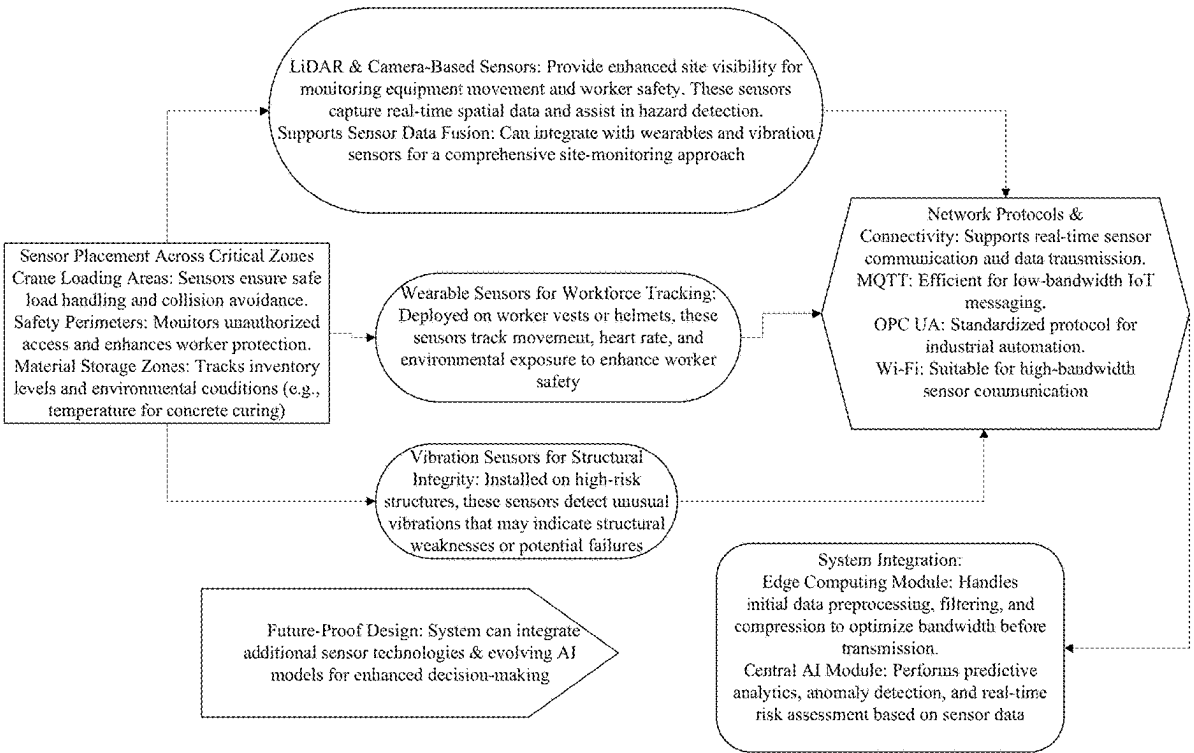 LiDAR & Camera-Based Sensors: Provide enhanced site visibility for
monitoring equipment movement and worker safety. These sensors
capture real-time spatial data and assist in hazard detection.
Supports Sensor Data Fusion: Can integrate with wearables and vibration
sensors for a comprehensive site-monitoring approach
Sensor Placement Across Critical Zones
Crane Loading Areas: Sensors ensure safe
load handling and collision avoidance.
Safety Perimeters: Monitors unauthorized
access and enhances worker protection.
Material Storage Zones: Tracks inventory
levels and environmental conditions (e.g.,
temperature for concrete curing)
Wearable Sensors for Workforce Tracking:
Deployed on worker vests or helmets, these
sensors track movement, heart rate, and
environmental exposure to enhance worker
safety
Network Protocols &
Connectivity: Supports real-time sensor
communication and data transmission.
MQTT: Efficient for low-bandwidth IoT
messaging.
OPC UA: Standardized protocol for
industrial automation.
Wi-Fi: Suitable for high-bandwidth
sensor communication
Vibration Sensors for Structural
Integrity: Installed on high-risk
structures, these sensors detect unusual
vibrations that may indicate structural
weaknesses or potential failures
System Integration:
Edge Computing Module: Handles
initial data preprocessing, filtering, and
compression to optimize bandwidth before
transmission.
Central AI Module: Performs predictive
analytics, anomaly detection, and real-time
risk assessment based on sensor data
Future-Proof Design: System can integrate
additional sensor technologies & evolving AI
models for enhanced decision-making